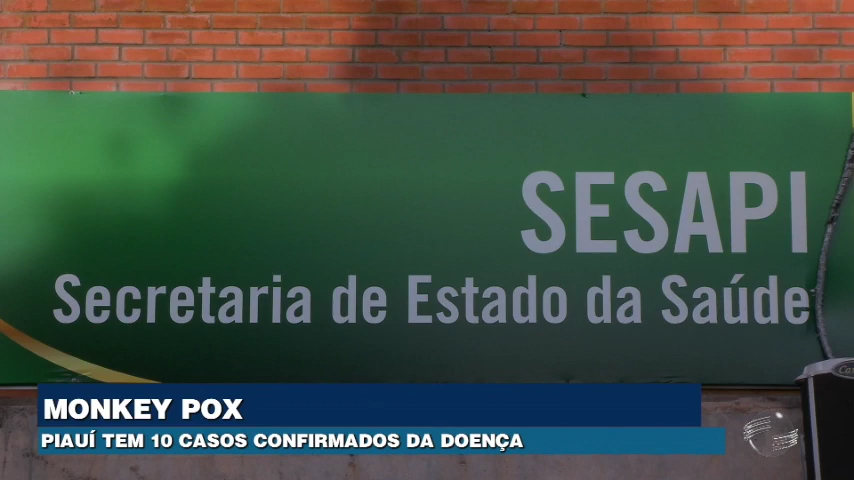 SESAPI
Secretaria de Estado da Saúde
MONKEY POX
PIAUÍ TEM 10 CASOS CONFIRMADOS DA DOENÇA